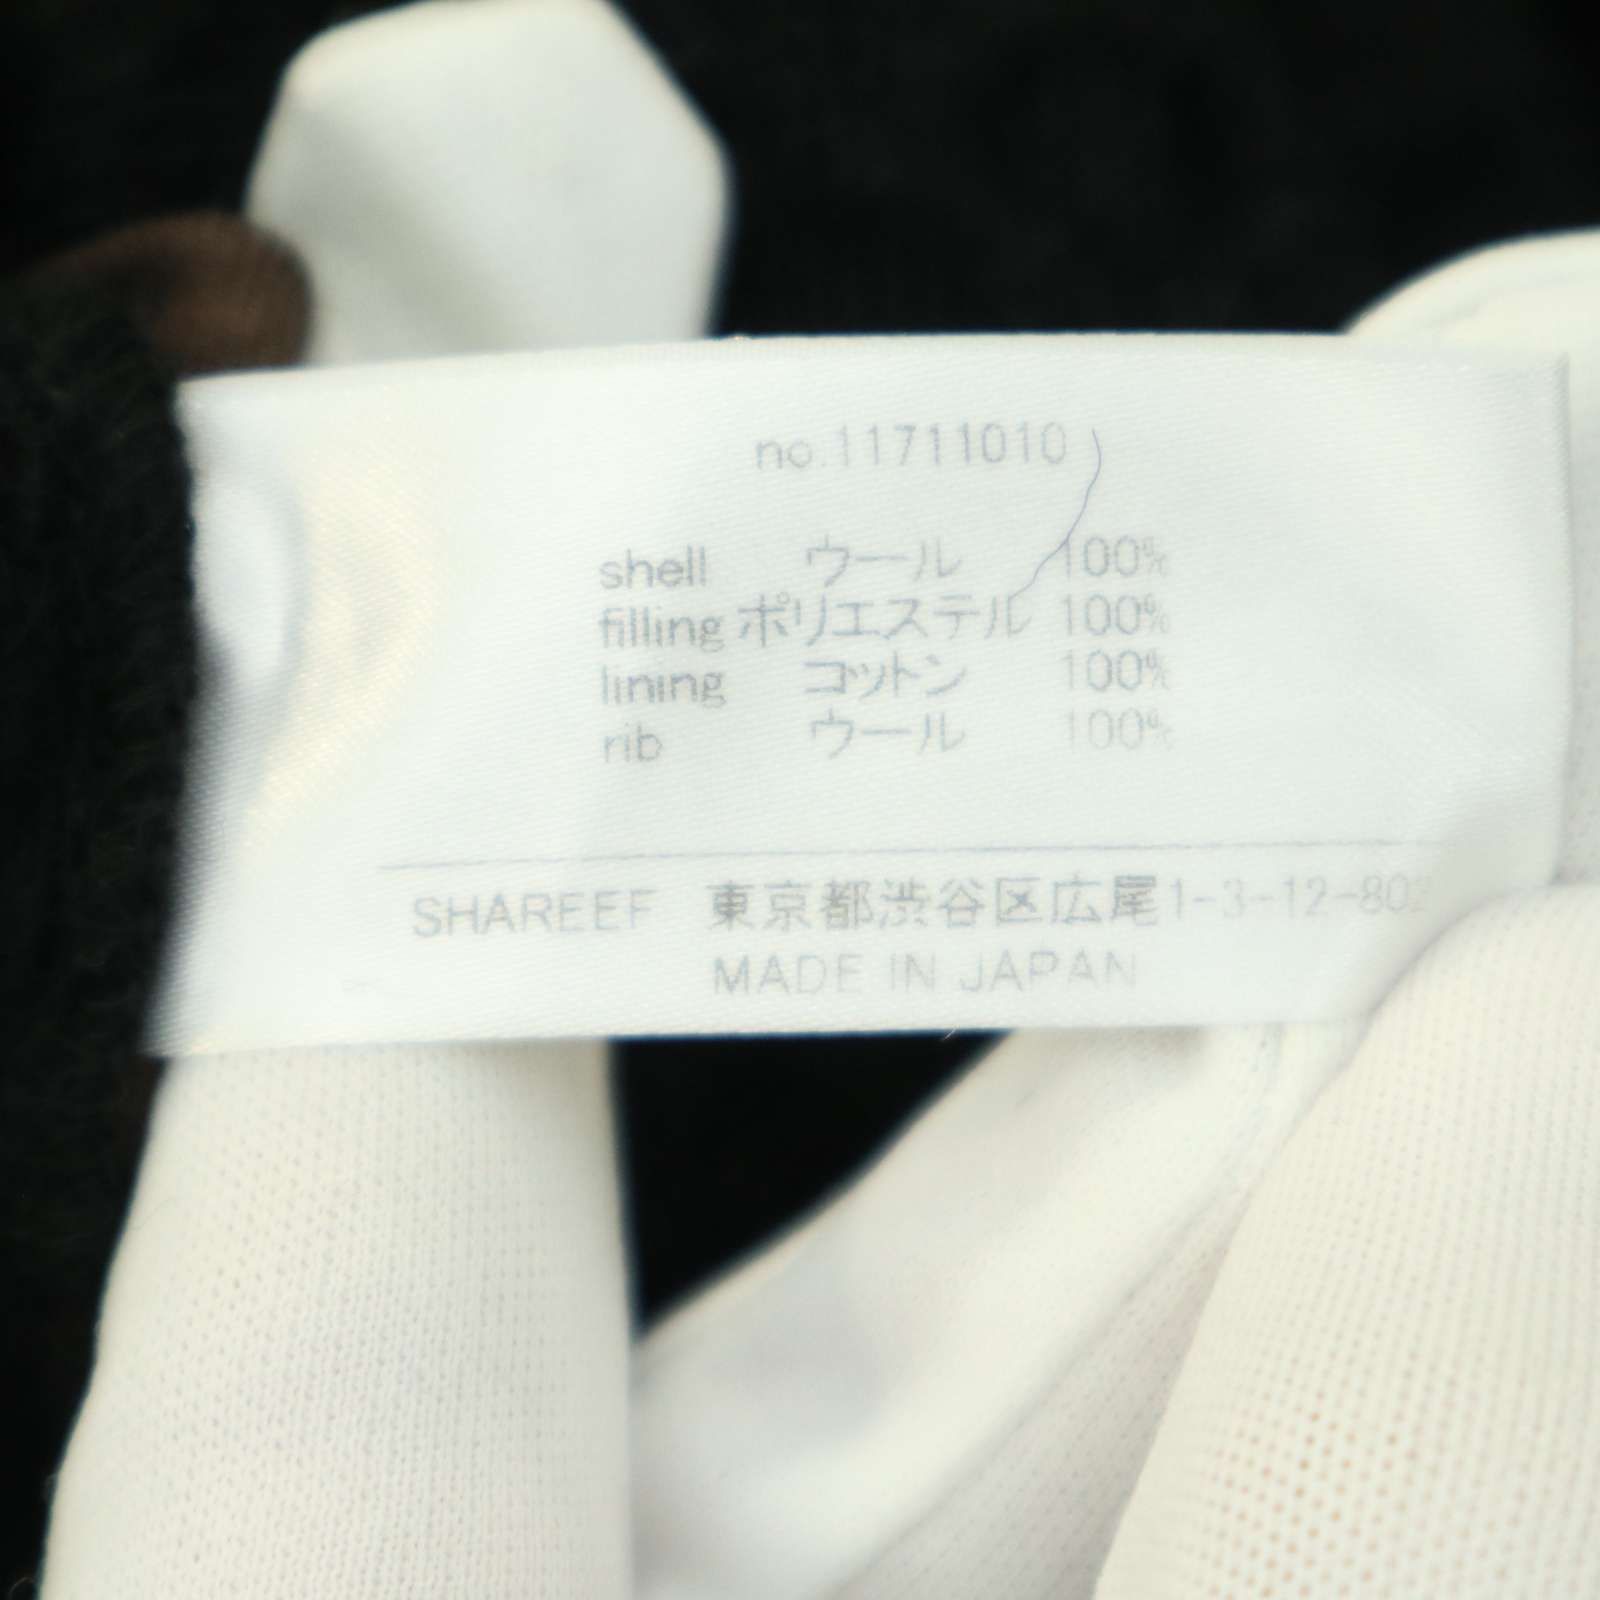 no.11711010
shell ウール 100%
filling ポリエステル 100%
lining コットン 100%
rib ウール 100%
SHAREEF 東京都渋谷区広尾1-3-12-802
MADE IN JAPAN